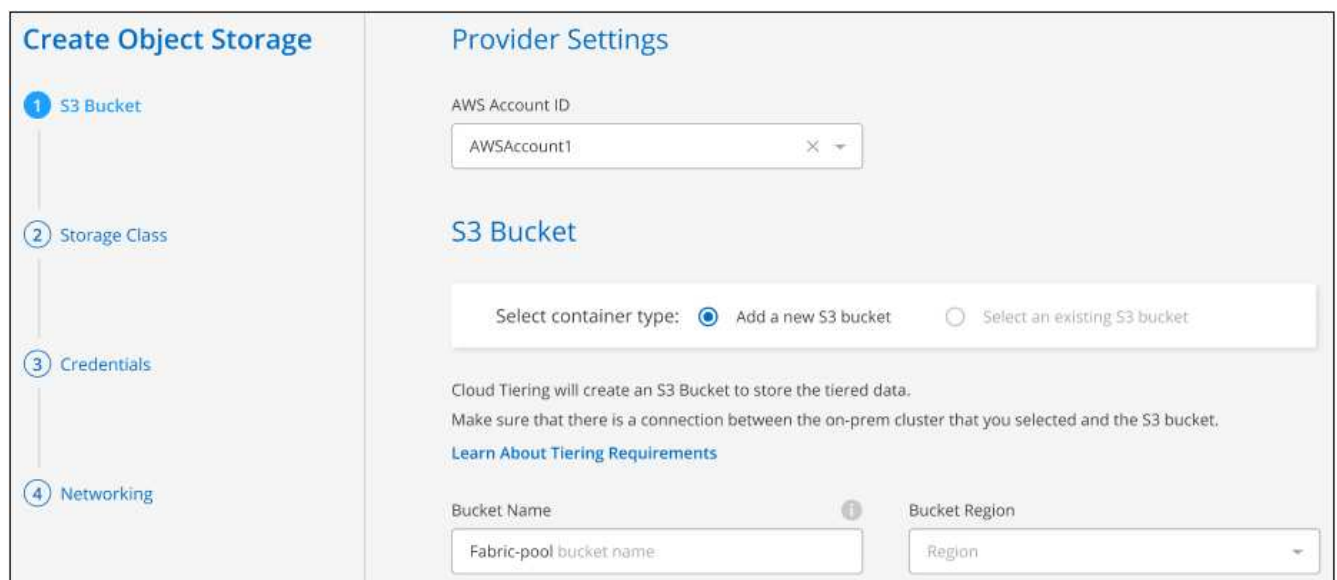 Create Object Storage
1 S3 Bucket
2 Storage Class
3 Credentials
4 Networking
Provider Settings
AWS Account ID
AWSAccount1
S3 Bucket
Select container type: Add a new S3 bucket Select an existing S3 bucket
Cloud Tiering will create an S3 Bucket to store the tiered data.
Make sure that there is a connection between the on-prem cluster that you selected and the S3 bucket.
Learn About Tiering Requirements
Bucket Name Bucket Region
Fabric-pool bucket name Region